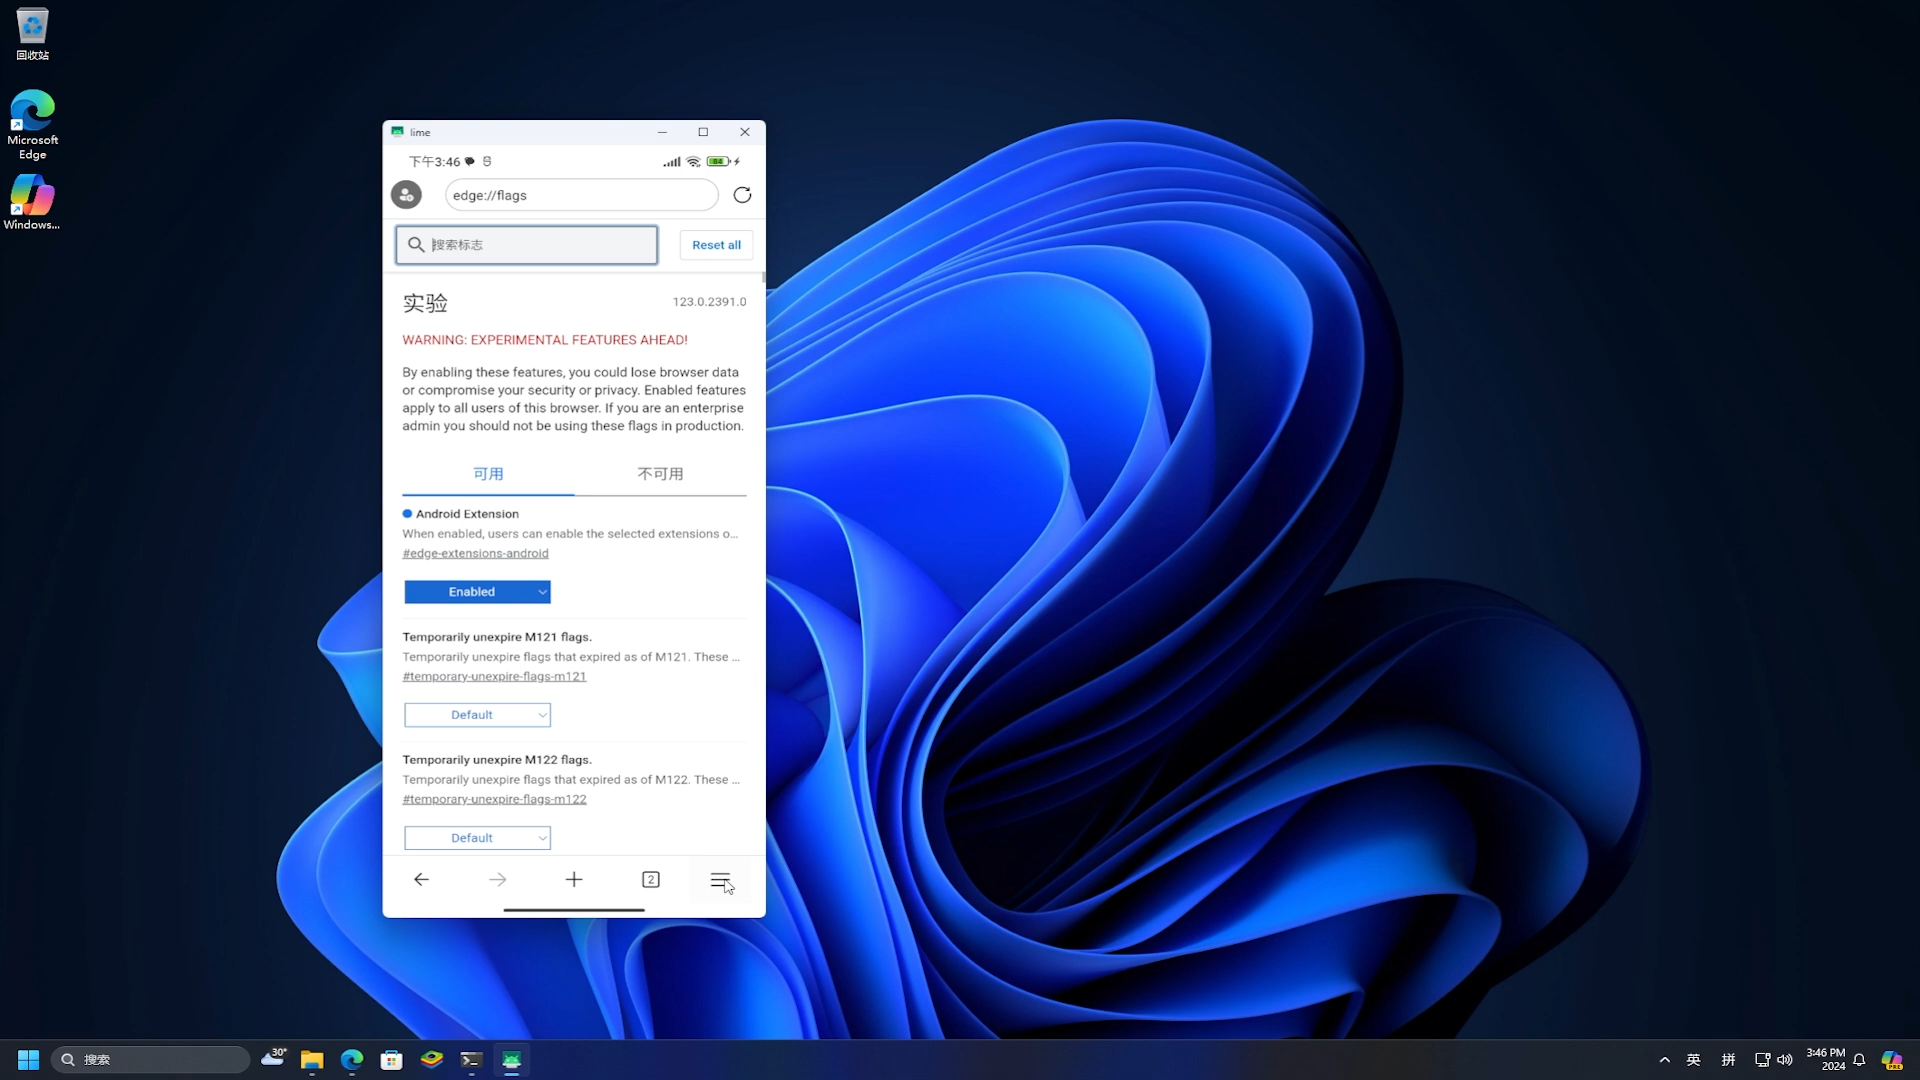 回收站
Microsoft
Edge
Windows...
lime
下午3:46
64
edge://flags
搜索标志
Reset all
实验
123.0.2391.0
WARNING: EXPERIMENTAL FEATURES AHEAD!
By enabling these features, you could lose browser data
or compromise your security or privacy. Enabled features
apply to all users of this browser. If you are an enterprise
admin you should not be using these flags in production.
可用
不可用
Android Extension
When enabled, users can enable the selected extensions o...
#edge-extensions-android
Enabled
Temporarily unexpire M121 flags.
Temporarily unexpire flags that expired as of M121. These ...
#temporary-unexpire-flags-m121
Default
Temporarily unexpire M122 flags.
Temporarily unexpire flags that expired as of M122. These ...
#temporary-unexpire-flags-m122
Default
2
搜索
30°
英
拼
3:46 PM
2024
PRE